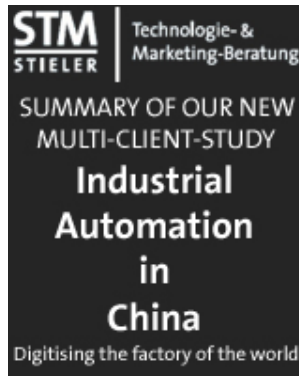 STM
STIELER
Technologie- &
Marketing-Beratung
SUMMARY OF OUR NEW
MULTI-CLIENT-STUDY
Industrial
Automation
in
China
Digitising the factory of the world